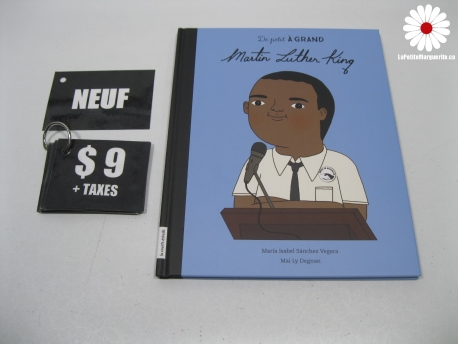 LaPetiteMarguerite.ca
NEUF
$ 9
+ TAXES
De petit À GRAND
Martin Luther King
Maria Isabel Sánchez Vegara
Mai Ly Degnan